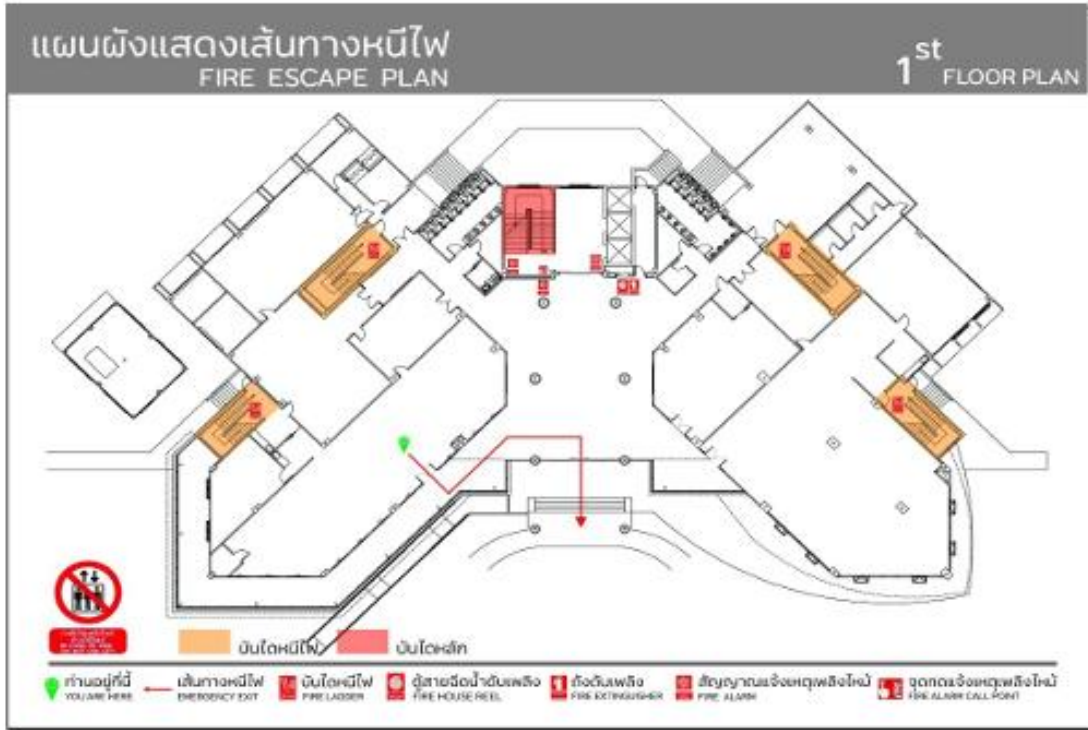 แผนผังแสดงเส้นทางหนีไฟ
FIRE ESCAPE PLAN
1st FLOOR PLAN
บันไดหนีไฟ
บันไดหลัก
ท่านอยู่ที่นี่
YOU ARE HERE
เส้นทางหนีไฟ
EMERGENCY EXIT
บันไดหนีไฟ
FIRE LADDER
ตู้สายฉีดน้ำดับเพลิง
FIRE HOUSE REEL
ถังดับเพลิง
FIRE EXTINGUISHER
สัญญาณแจ้งเหตุเพลิงไหม้
FIRE ALARM
จุดกดแจ้งเหตุเพลิงไหม้
FIRE ALARM CALL POINT